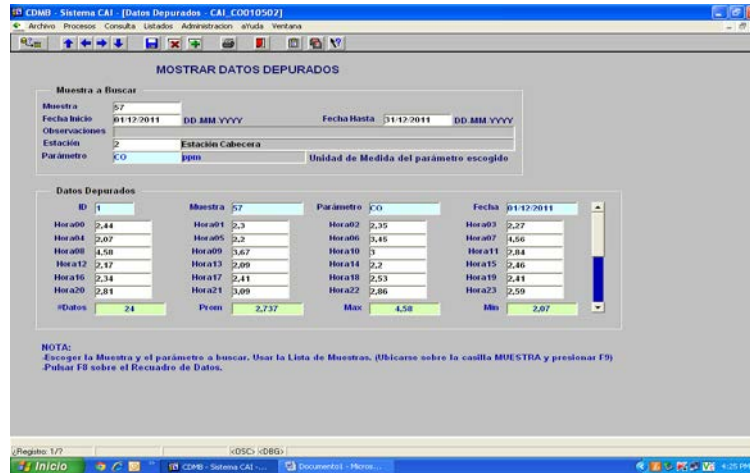 CDMB - Sistema CAI - [Datos Depurados - CAI_CO010502]
Archivo Procesos Consulta Listados Administracion aYuda Ventana
MOSTRAR DATOS DEPURADOS
Muestra a Buscar
Muestra 57
Fecha Inicio 01/12/2011 DD-MM-YYYY Fecha Hasta 31/12/2011 DD-MM-YYYY
Observaciones
Estación 2 Estación Cabecera
Parámetro CO ppm Unidad de Medida del parámetro escogido
Datos Depurados
ID 1 Muestra 57 Parámetro CO Fecha 01/12/2011
Hora00 2,44 Hora01 2,3 Hora02 2,35 Hora03 2,27
Hora04 2,07 Hora05 2,2 Hora06 3,45 Hora07 4,56
Hora08 4,58 Hora09 3,67 Hora10 3 Hora11 2,84
Hora12 2,17 Hora13 2,09 Hora14 2,2 Hora15 2,46
Hora16 2,34 Hora17 2,41 Hora18 2,53 Hora19 2,41
Hora20 2,81 Hora21 3,09 Hora22 2,86 Hora23 2,59
#Datos 24 Prom 2,737 Max 4,58 Min 2,07
NOTA:
-Escoger la Muestra y el parámetro a buscar. Usar la Lista de Muestras. (Ubicarse sobre la casilla MUESTRA y presionar F9)
-Pulsar F8 sobre el Recuadro de Datos.
¿Registro: 1/? <OSC> <DBG>
Inicio CDMB - Sistema CAI -... Documento1 - Micros... 4:25 PM